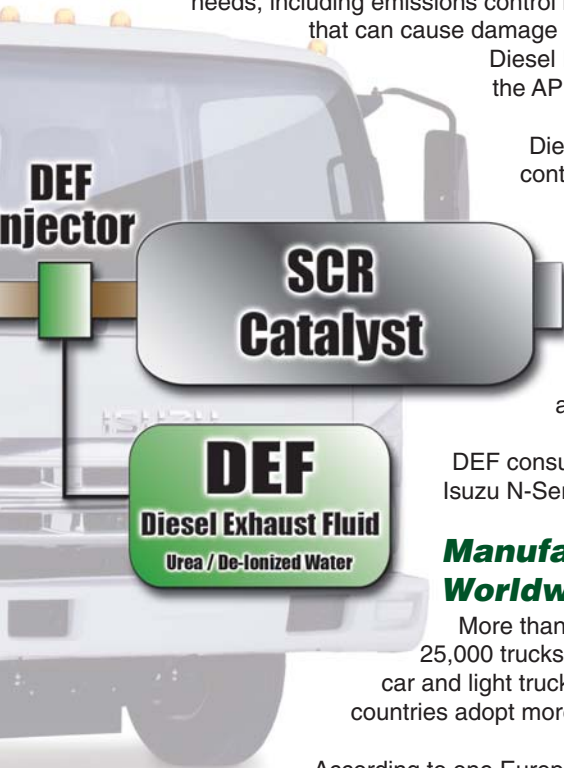 needs, including emissions control
that can cause damage
Diesel
the AP
Die
cont
DEF
njector
SCR
Catalyst
a
DEF
Diesel Exhaust Fluid
Urea / De-Ionized Water
ISUZU
DEF consu
Isuzu N-Ser
Manufa
Worldw
More than
25,000 trucks
car and light truck
countries adopt more
According to one Europ